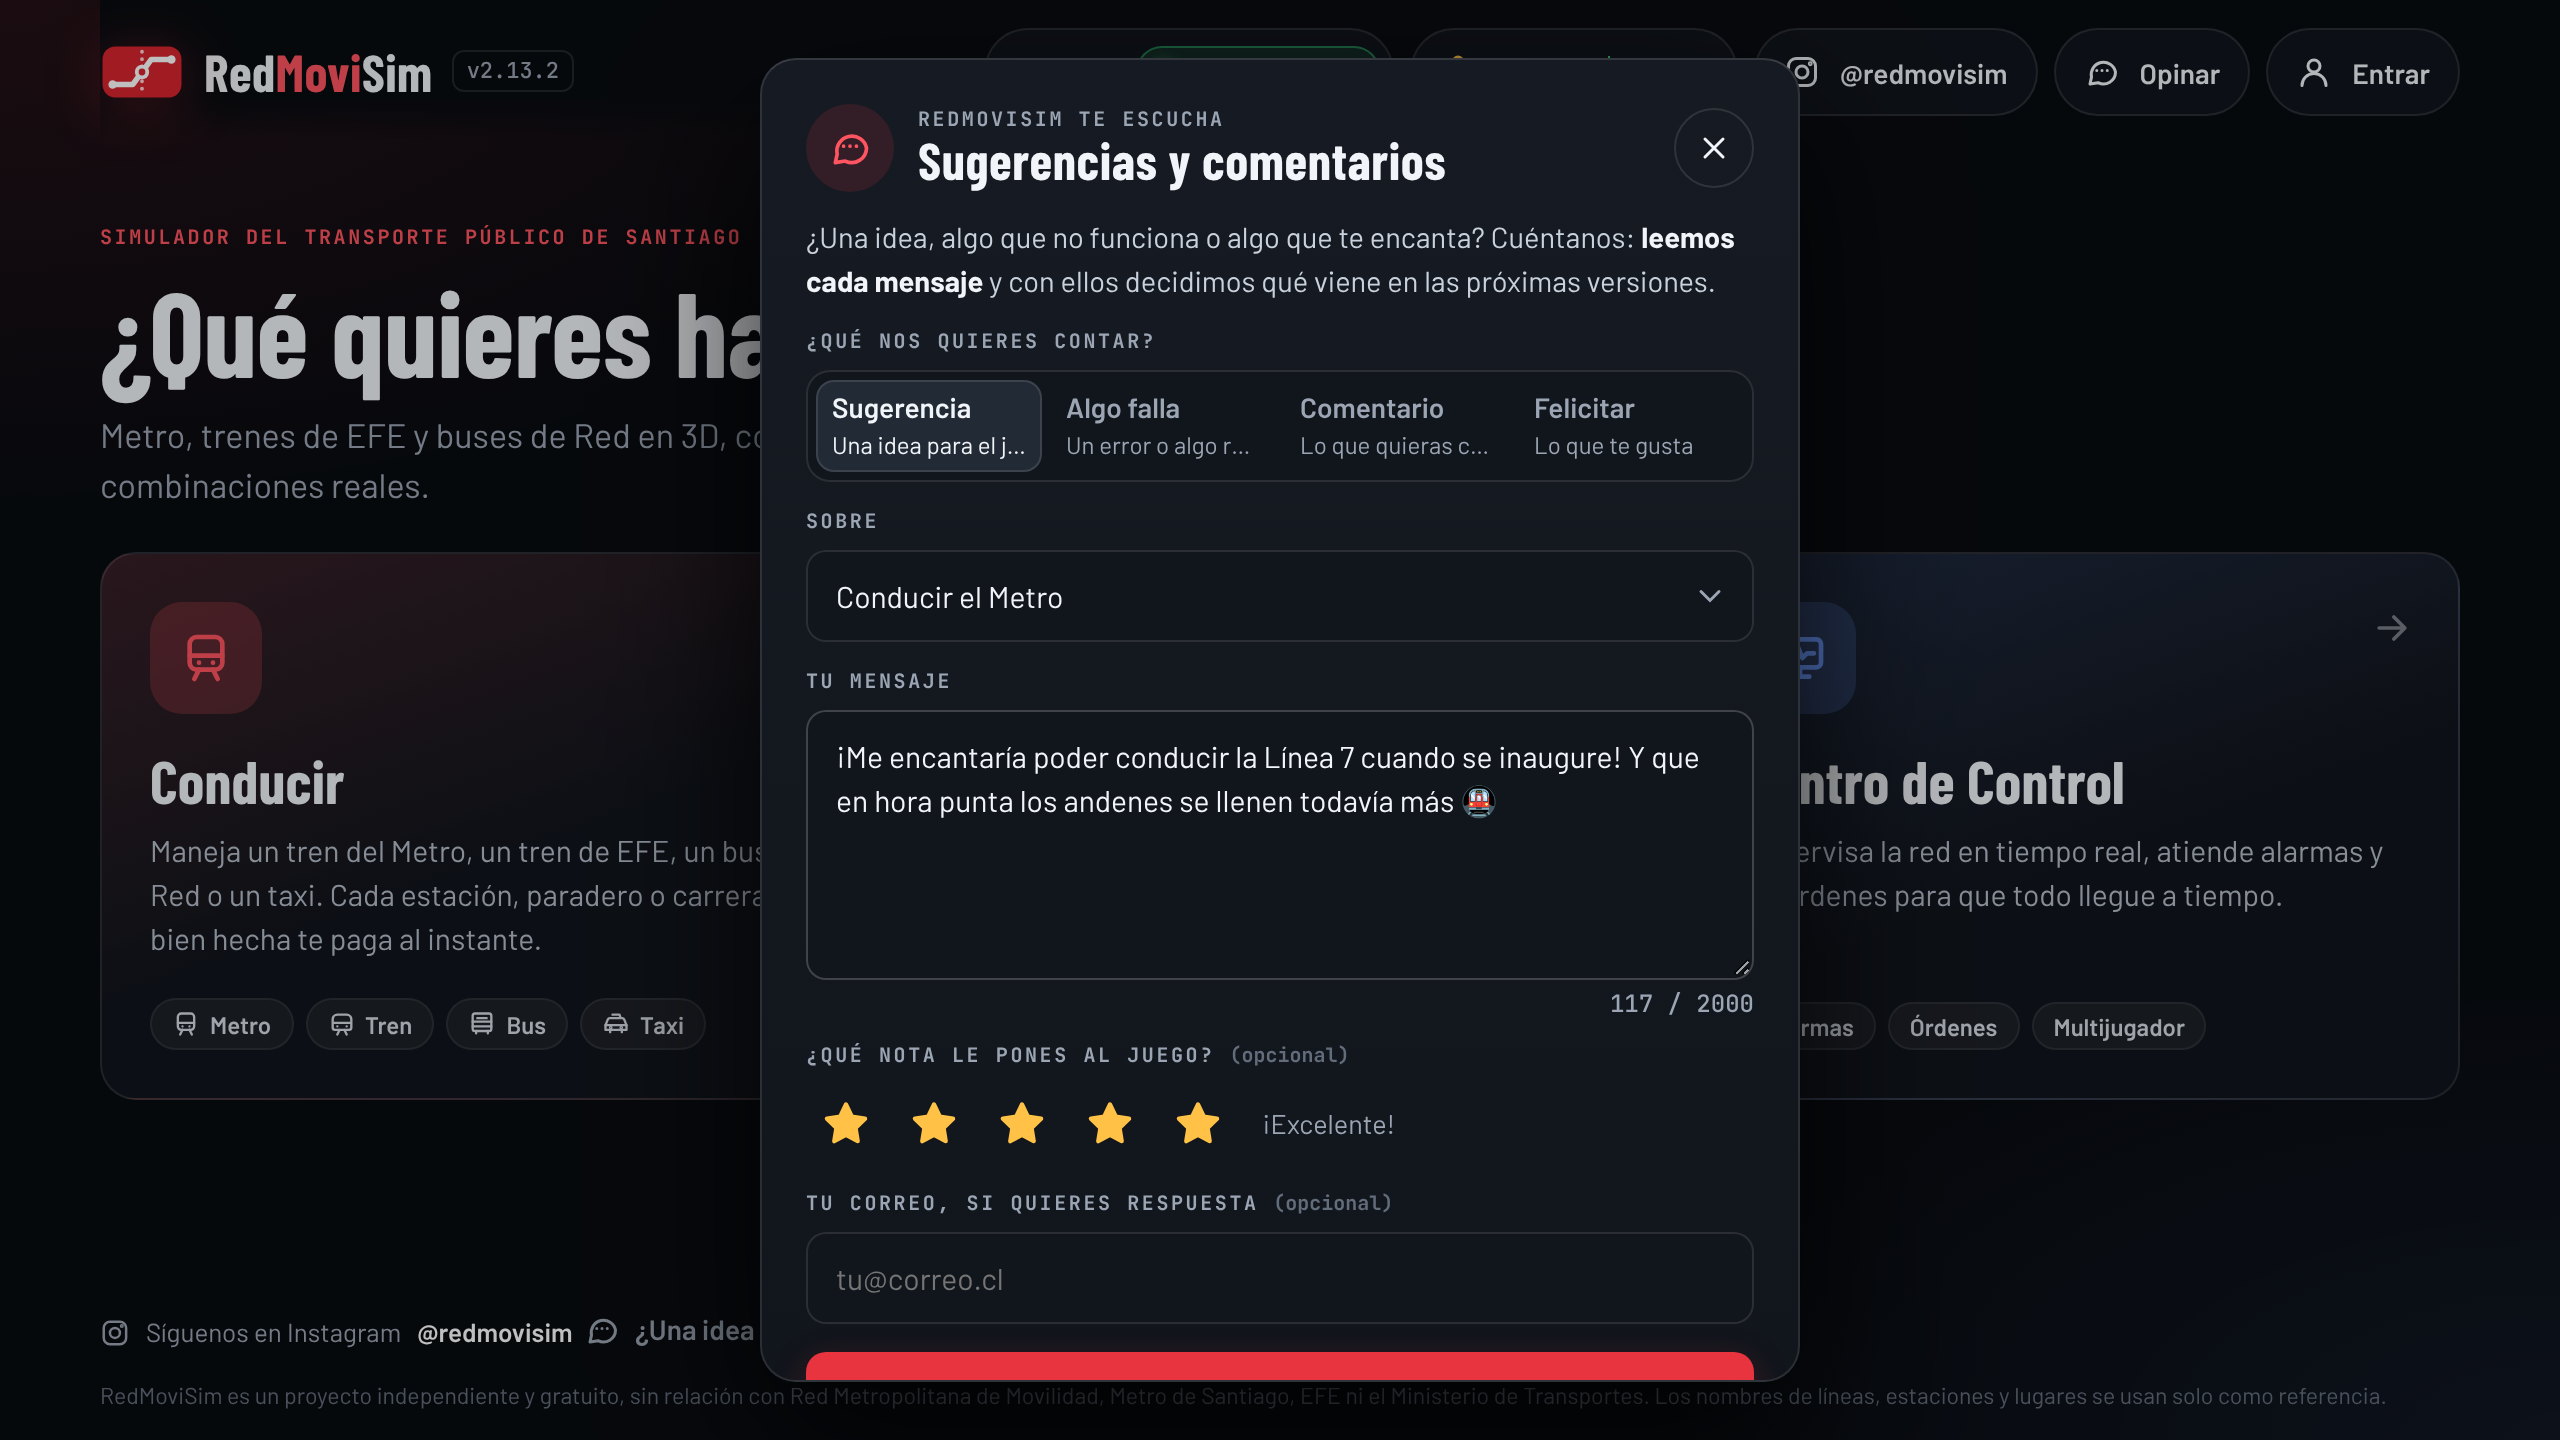 RedMoviSim v2.13.2
@redmovisim
Opinar
Entrar
SIMULADOR DEL TRANSPORTE PÚBLICO DE SANTIAGO
¿Qué quieres
Metro, trenes de EFE y buses de Red en 3D,
combinaciones reales.
Conducir
Maneja un tren del Metro, un tren de EFE, un
Red o un taxi. Cada estación, paradero o
bien hecha te paga al instante.
Metro
Tren
Bus
Taxi
REDMOVISIM TE ESCUCHA
Sugerencias y comentarios
¿Una idea, algo que no funciona o algo que te encanta? Cuéntanos: leemos
cada mensaje y con ellos decidimos qué viene en las próximas versiones.
¿QUÉ NOS QUIERES CONTAR?
Sugerencia
Una idea para el j...
Algo falla
Un error o algo r...
Comentario
Lo que quieras c...
Felicitar
Lo que te gusta
SOBRE
Conducir el Metro
TU MENSAJE
¡Me encantaría poder conducir la Línea 7 cuando se inaugure! Y que
en hora punta los andenes se llenen todavía más 🚇
117 / 2000
¿QUÉ NOTA LE PONES AL JUEGO? (opcional)
¡Excelente!
TU CORREO, SI QUIERES RESPUESTA (opcional)
tu@correo.cl
de Control
la red en tiempo real, atiende alarmas y
para que todo llegue a tiempo.
Órdenes
Multijugador
Síguenos en Instagram @redmovisim
¿Una idea
RedMoviSim es un proyecto independiente y gratuito, sin relación con Red Metropolitana de Movilidad, Metro de Santiago, EFE ni el Ministerio de Transportes. Los nombres de líneas, estaciones y lugares se usan solo como referencia.